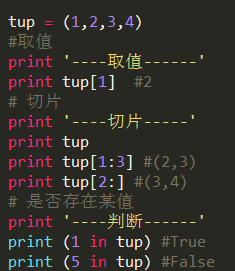 tup = (1,2,3,4)
#取值
print '----取值------'
print tup[1]  #2
# 切片
print '----切片-----'
print tup
print tup[1:3] #(2,3)
print tup[2:] #(3,4)
# 是否存在某值
print '----判断------'
print (1 in tup) #True
print (5 in tup) #False